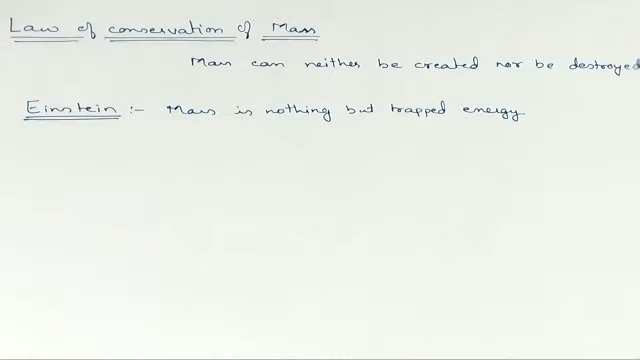 Law of conservation of Mass
Mass can neither be created nor be destroyed
Einstein :- Mass is nothing but trapped energy